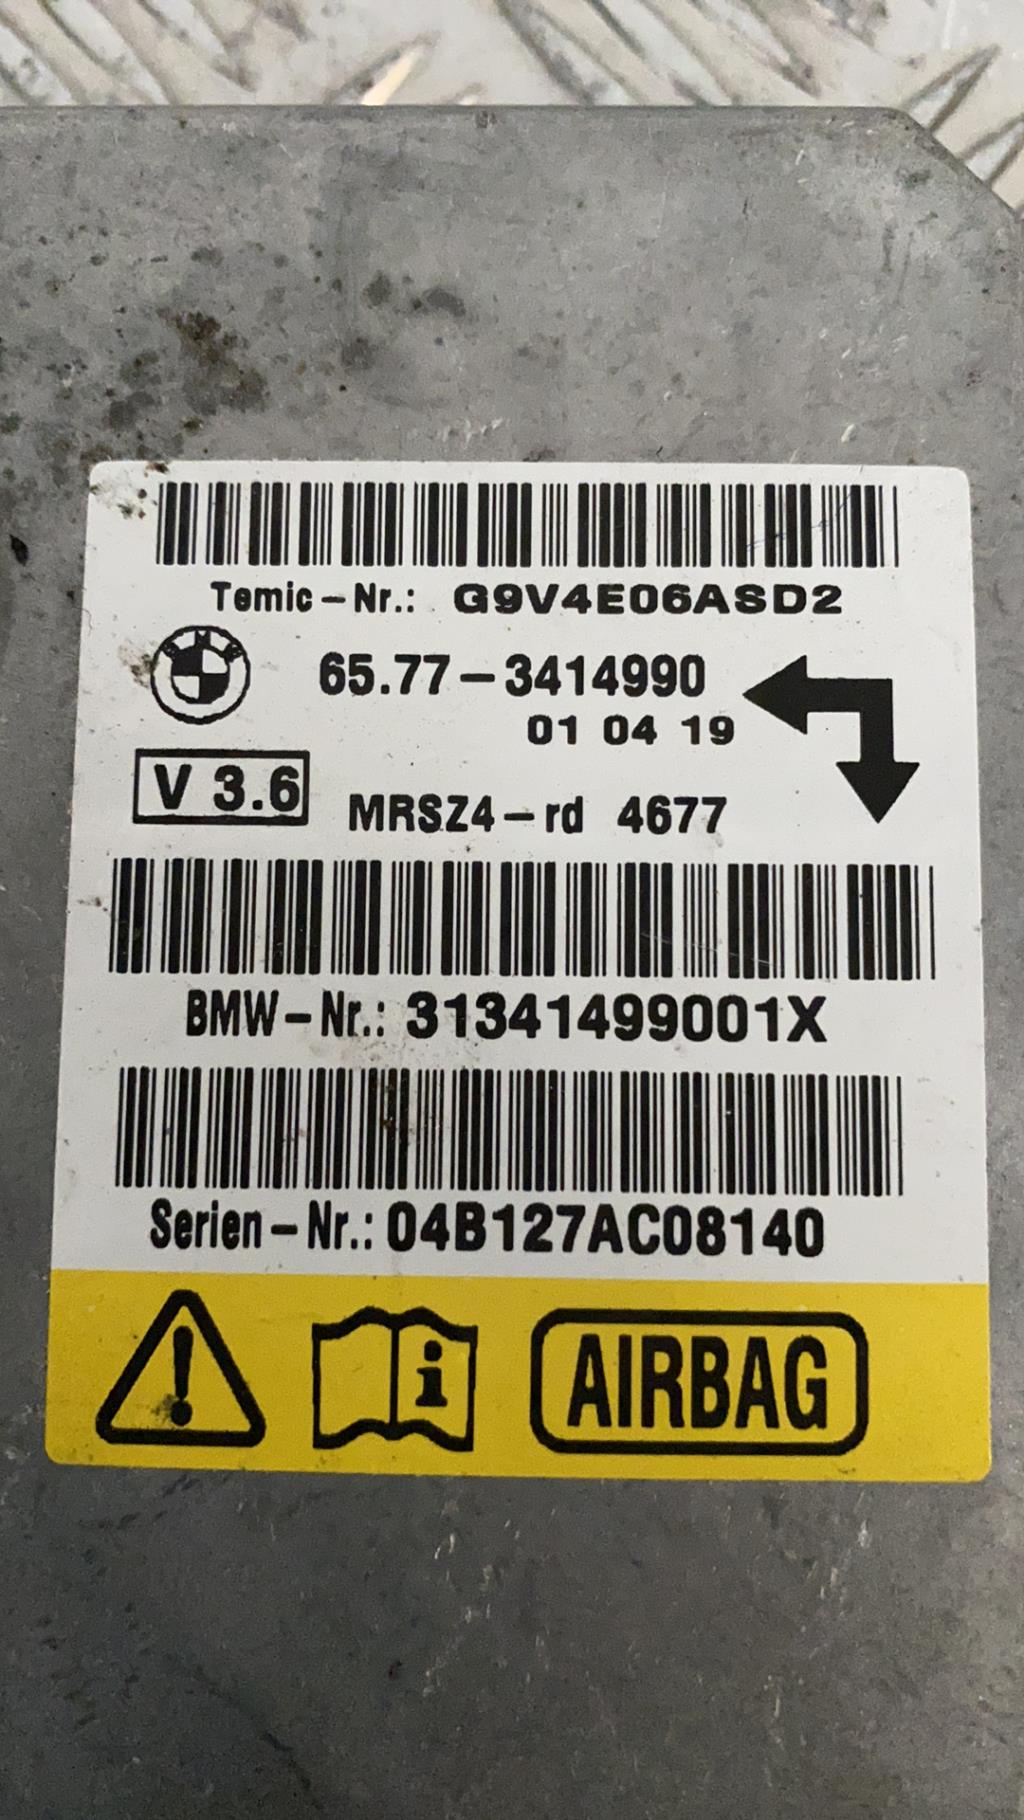 Temic-Nr.: G9V4E06ASD2
BMW
65.77-3414990
01 04 19
V 3.6
MRSZ4-rd 4677
BMW-Nr.: 31341499001X
Serien-Nr.: 04B127AC08140
! i AIRBAG